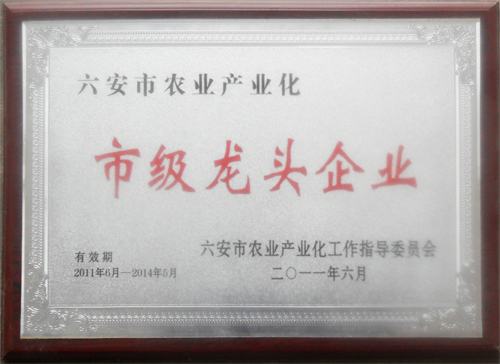 六安市农业产业化
市级龙头企业
有效期
2011年6月—2014年5月
六安市农业产业化工作指导委员会
二〇一一年六月